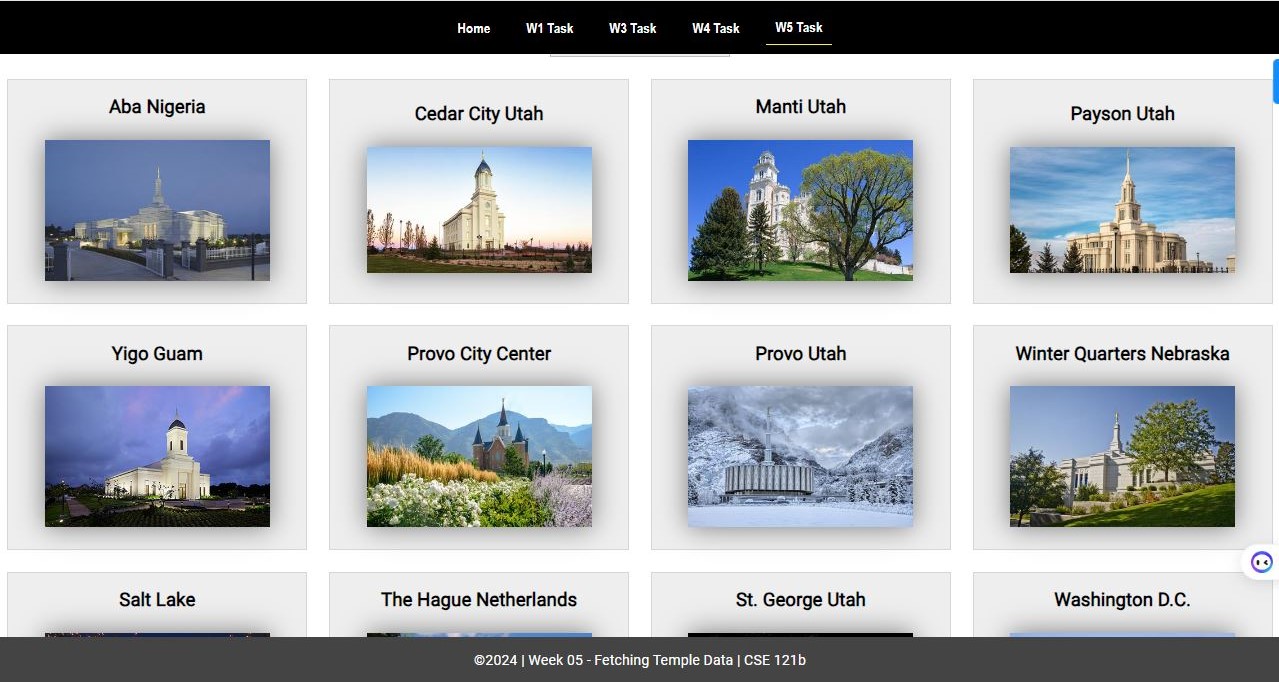 Home W1 Task W3 Task W4 Task W5 Task
Aba Nigeria
Cedar City Utah
Manti Utah
Payson Utah
Yigo Guam
Provo City Center
Provo Utah
Winter Quarters Nebraska
Salt Lake
The Hague Netherlands
St. George Utah
Washington D.C.
©2024 | Week 05 - Fetching Temple Data | CSE 121b